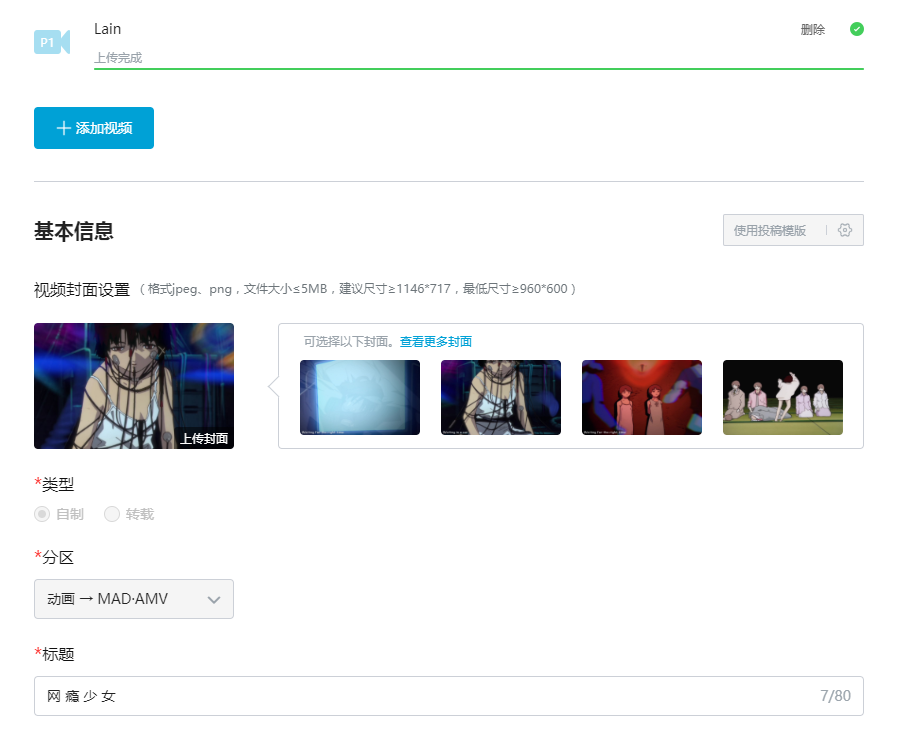 P1
Lain
删除
上传完成
添加视频
基本信息
使用投稿模版
视频封面设置（格式jpeg、png，文件大小≤5MB，建议尺寸≥1146*717，最低尺寸≥960*600）
可选择以下封面。查看更多封面
上传封面
*类型
自制 转载
*分区
动画 → MAD·AMV
*标题
网 瘾 少 女
7/80